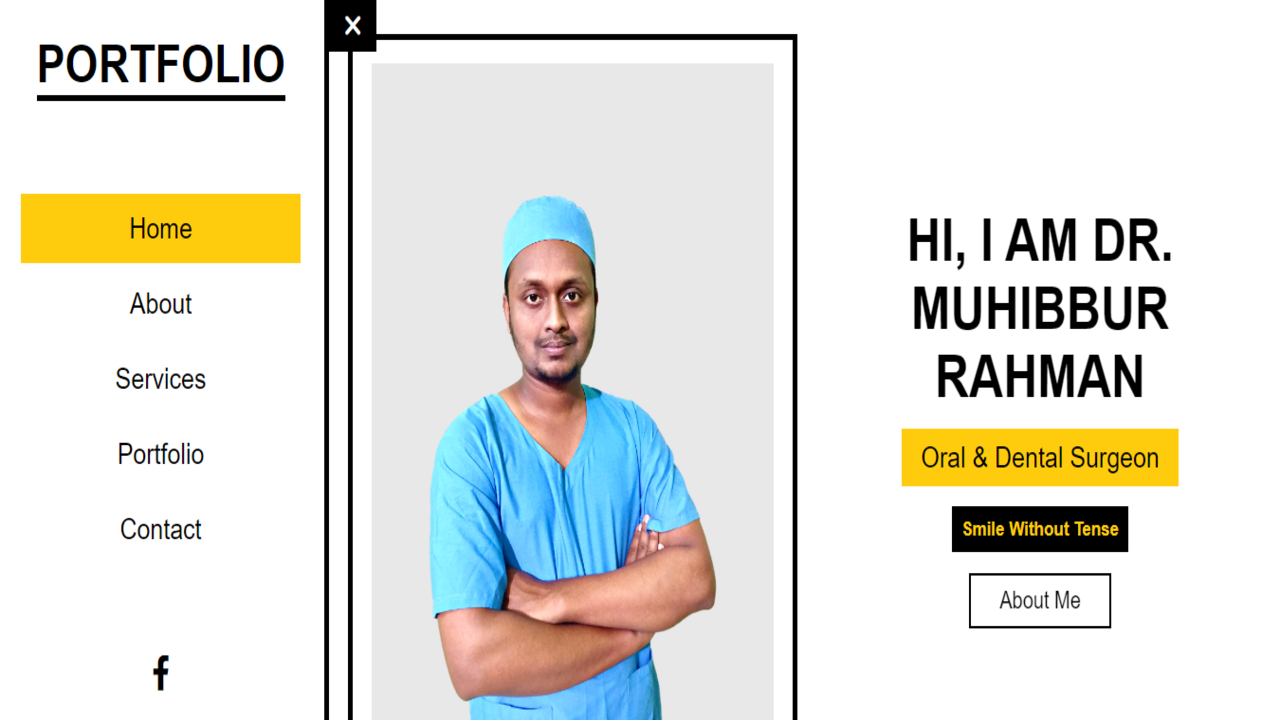 PORTFOLIO
Home
About
Services
Portfolio
Contact
HI, I AM DR.
MUHIBBUR
RAHMAN
Oral & Dental Surgeon
Smile Without Tense
About Me